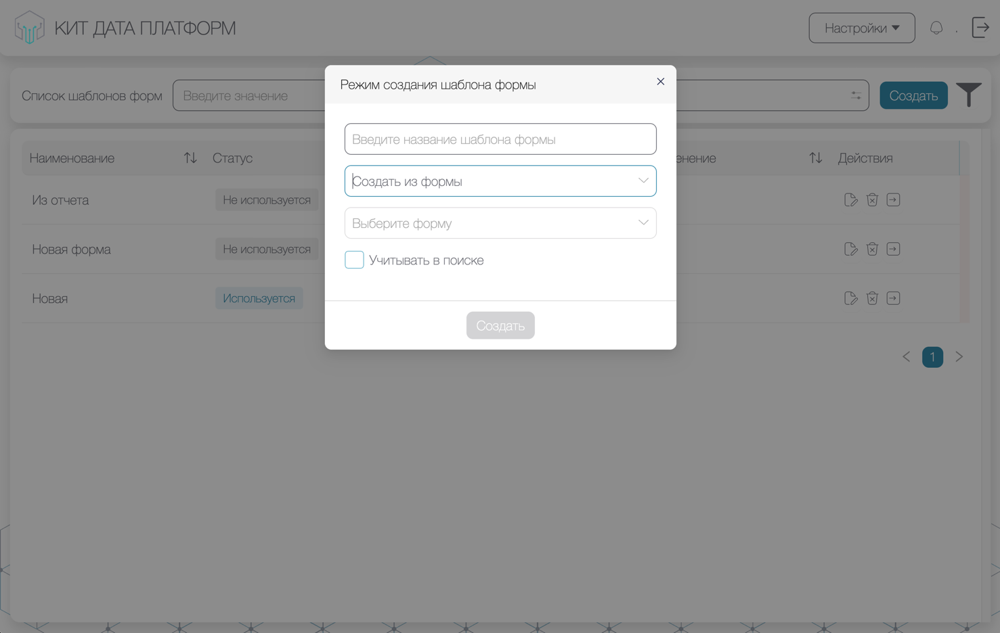 КИТ ДАТА ПЛАТФОРМ
Настройки
.
Режим создания шаблона формы
Список шаблонов форм
Введите значение
Создать
Введите название шаблона формы
Наименование
Статус
енение
Действия
Создать из формы
Из отчета
Не используется
Выберите форму
Новая форма
Не используется
Учитывать в поиске
Новая
Используется
Создать
1